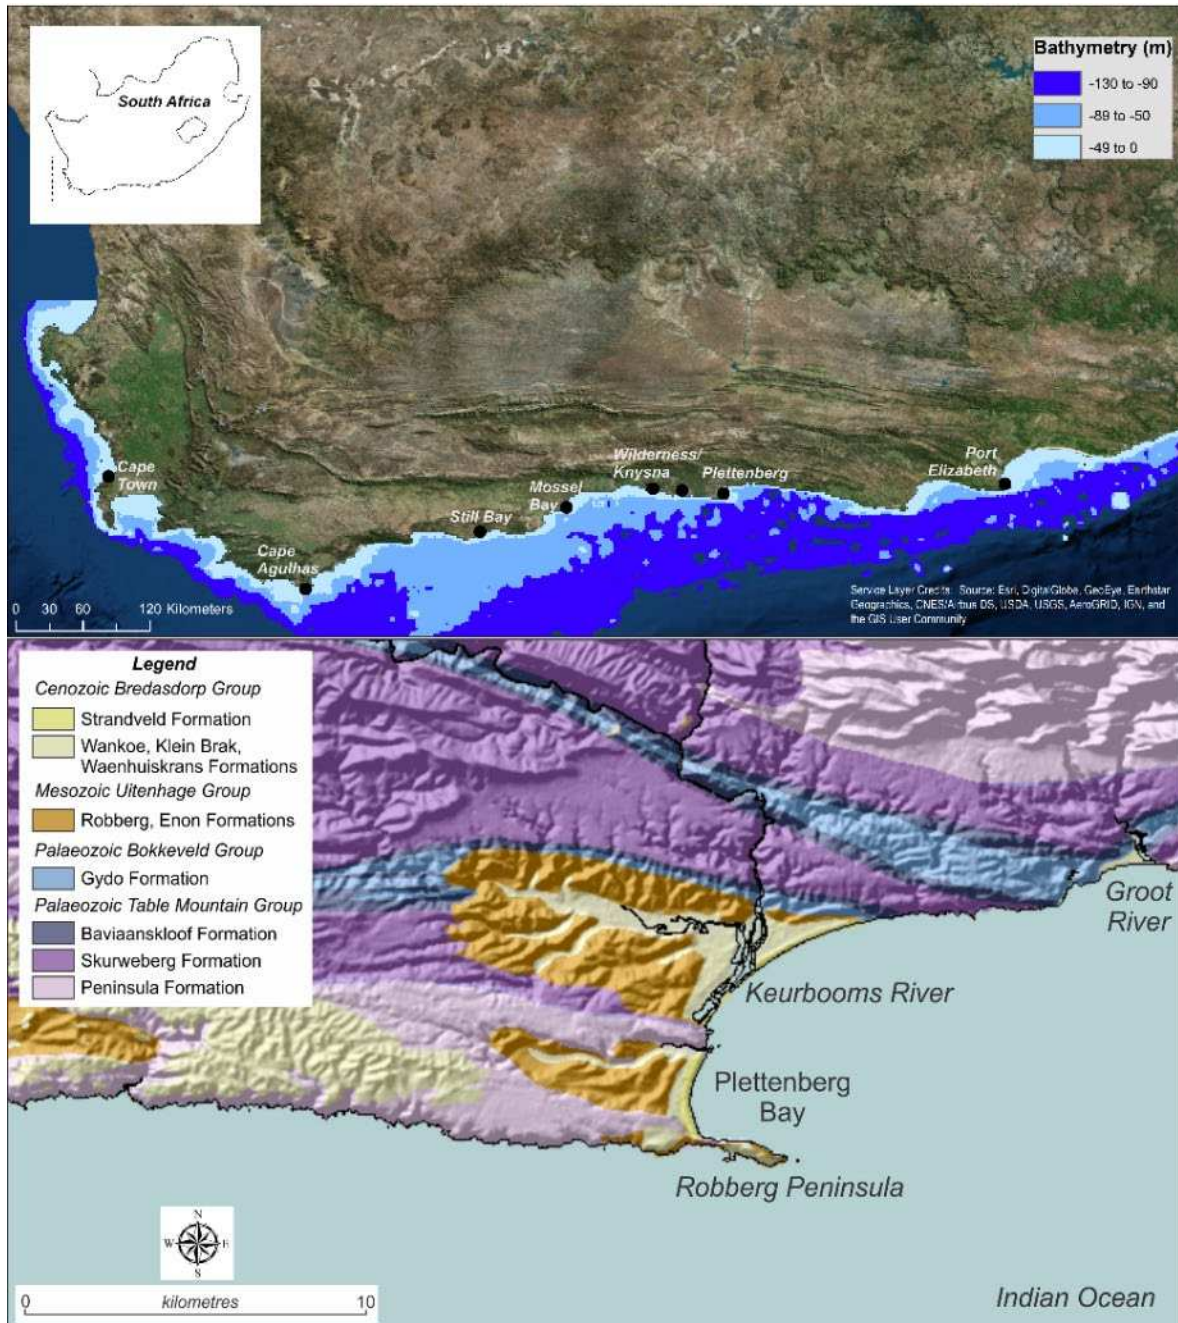 South Africa
Bathymetry (m)
-130 to -90
-89 to -50
-49 to 0
Cape
Town
Cape
Agulhas
Still Bay
Mossel
Bay
Wilderness/
Knysna
Plettenberg
Port
Elizabeth
0 30 60 120 Kilometers
Service Layer Credits: Source: Esri, DigitalGlobe, GeoEye, Earthstar
Geographics, CNES/Airbus DS, USDA, USGS, AeroGRID, IGN, and
the GIS User Community
Legend
Cenozoic Bredasdorp Group
Strandveld Formation
Wankoe, Klein Brak,
Waenhuiskrans Formations
Mesozoic Uitenhage Group
Robberg, Enon Formations
Palaeozoic Bokkeveld Group
Gydo Formation
Palaeozoic Table Mountain Group
Baviaanskloof Formation
Skurweberg Formation
Peninsula Formation
Groot
River
Keurbooms River
Plettenberg
Bay
Robberg Peninsula
N
W E
S
0 kilometres 10
Indian Ocean